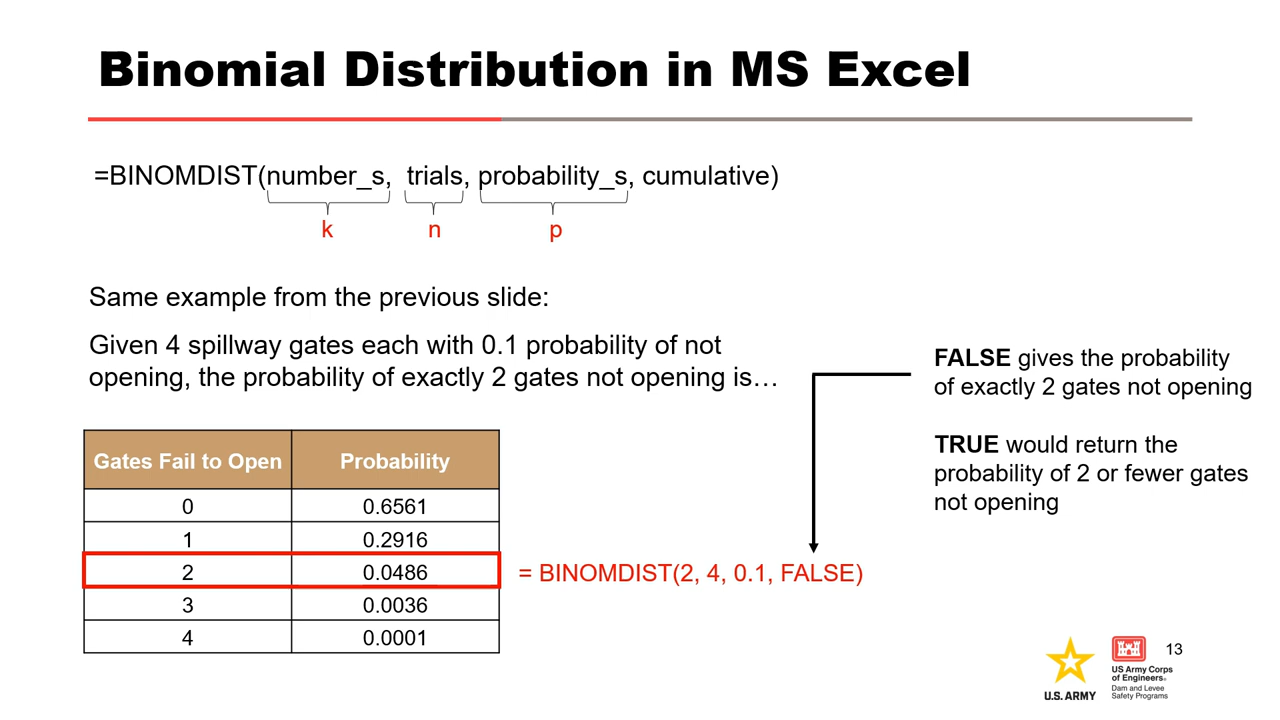 Binomial Distribution in MS Excel
=BINOMDIST(number_s, trials, probability_s, cumulative)
k n p
Same example from the previous slide:
Given 4 spillway gates each with 0.1 probability of not
opening, the probability of exactly 2 gates not opening is…
FALSE gives the probability
of exactly 2 gates not opening
TRUE would return the
probability of 2 or fewer gates
not opening
Gates Fail to Open Probability
0 0.6561
1 0.2916
2 0.0486
3 0.0036
4 0.0001
= BINOMDIST(2, 4, 0.1, FALSE)
U.S. ARMY
US Army Corps
of Engineers®
Dam and Levee
Safety Programs
13